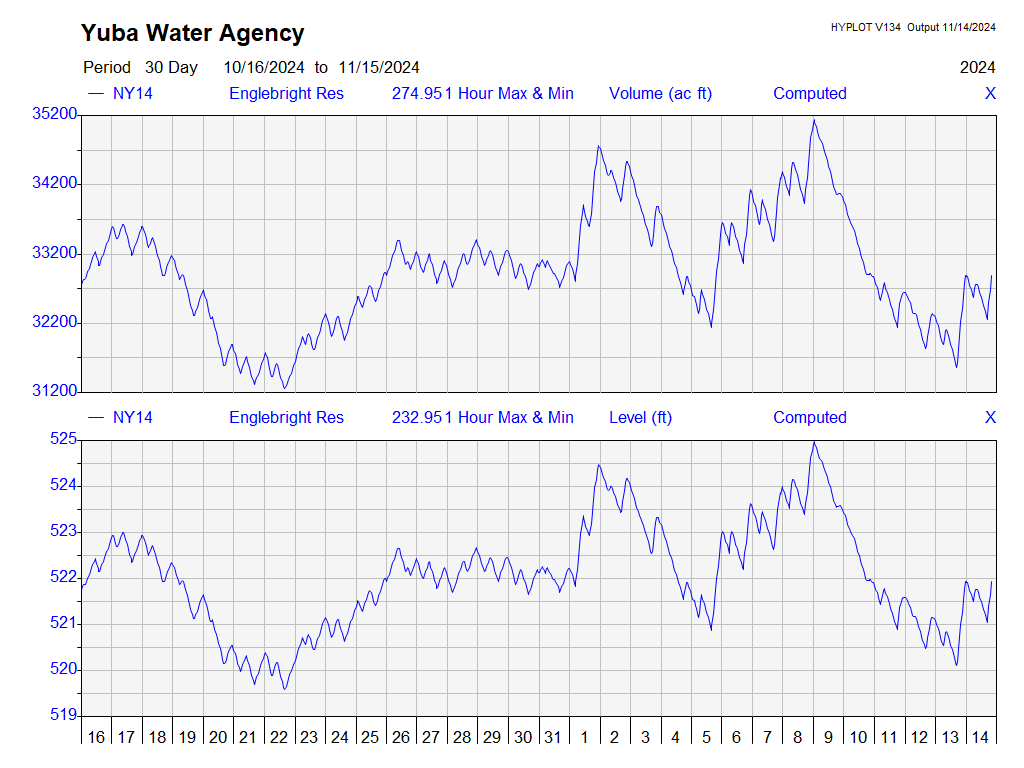 Yuba Water Agency
HYPLOT V134 Output 11/14/2024
Period 30 Day 10/16/2024 to 11/15/2024 2024
— NY14 Englebright Res 274.951 Hour Max & Min Volume (ac ft) Computed X
35200
34200
33200
32200
31200
— NY14 Englebright Res 232.951 Hour Max & Min Level (ft) Computed X
525
524
523
522
521
520
519
16 17 18 19 20 21 22 23 24 25 26 27 28 29 30 31 1 2 3 4 5 6 7 8 9 10 11 12 13 14